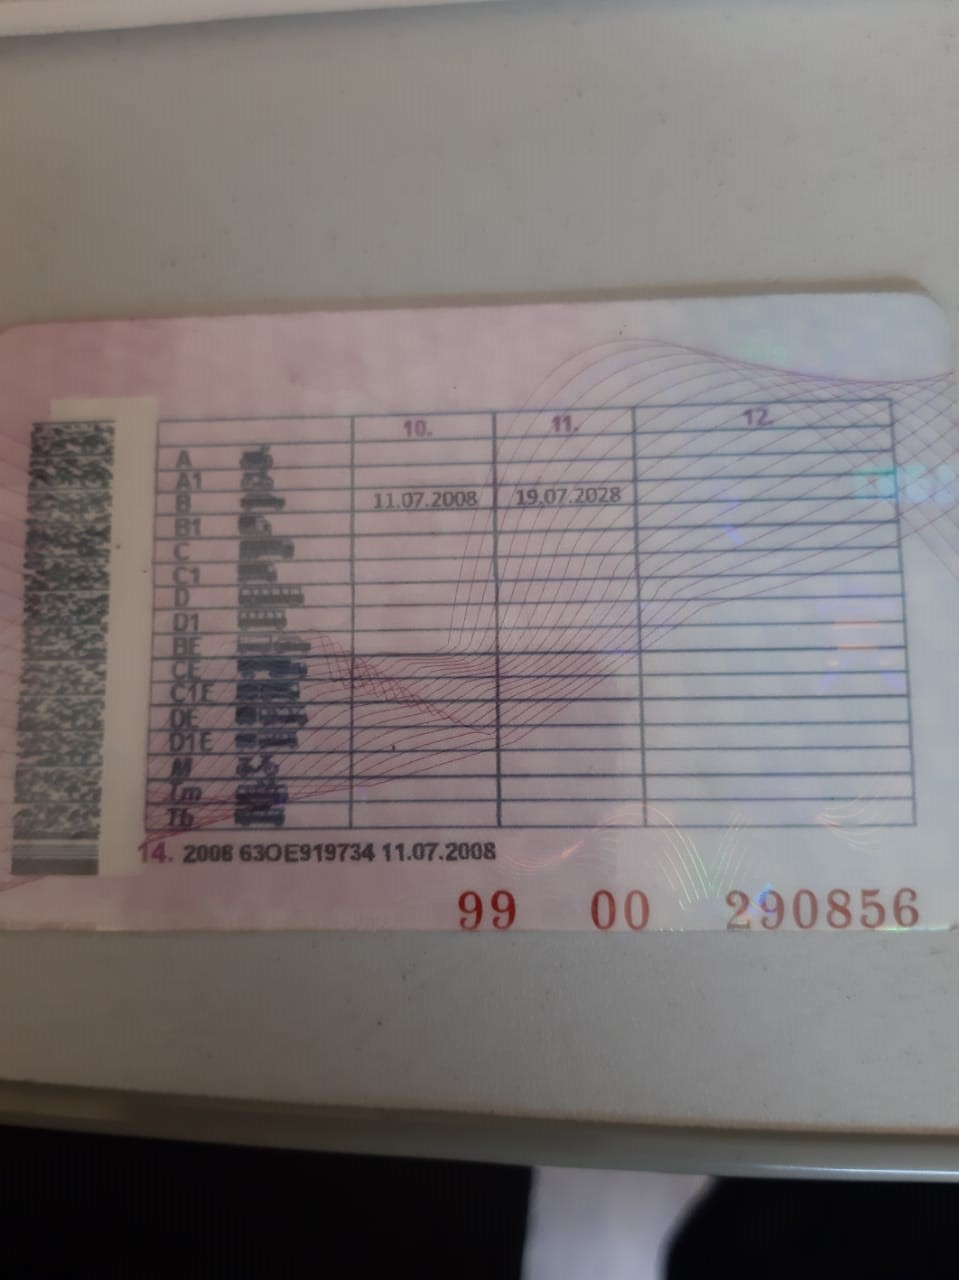 10. 11. 12.
A
A1
B 11.07.2008 19.07.2028
B1
C
C1
D
D1
BE
CE
C1E
DE
D1E
M
Tm
Tb
14. 2008 63OE919734 11.07.2008
99 00 290856